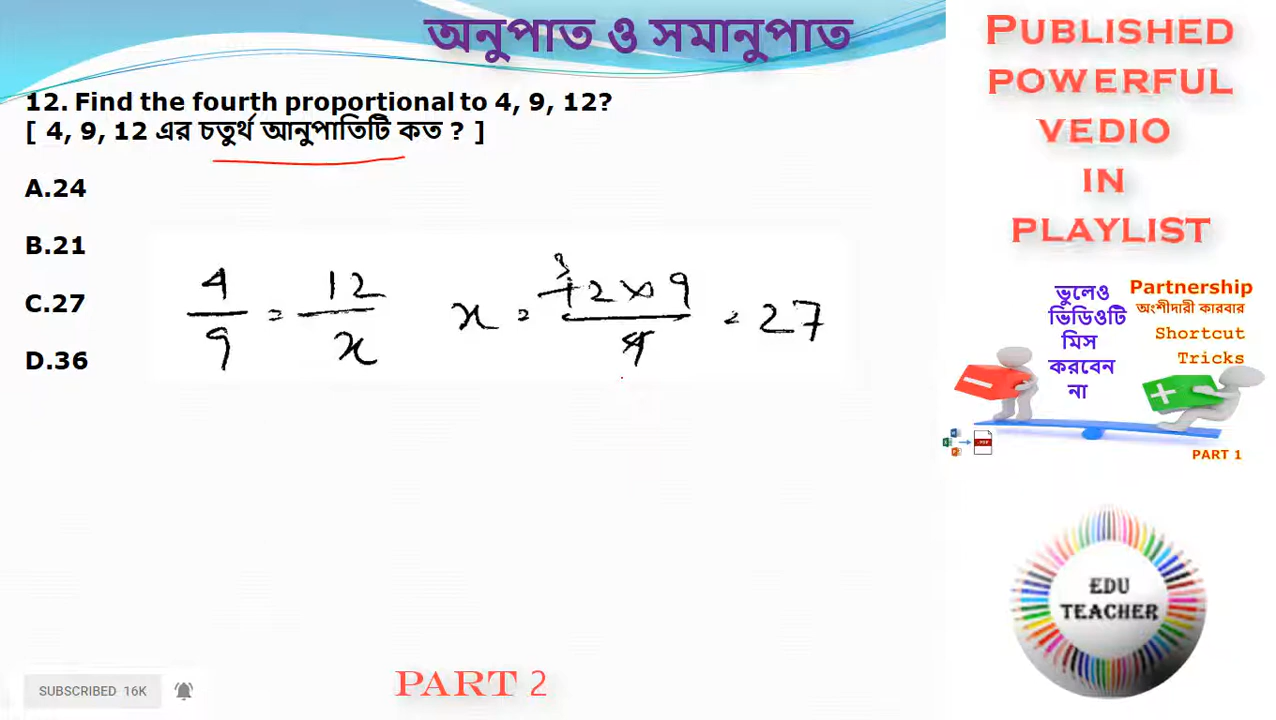 অনুপাত ও সমানুপাত
12. Find the fourth proportional to 4, 9, 12?
[ 4, 9, 12 এর চতুর্থ আনুপাতিটি কত ? ]
A.24
B.21
C.27
D.36
4/9 = 12/x x = 12×9/4 = 27
3
PUBLISHED
POWERFUL
VEDIO
IN
PLAYLIST
ভুলেও
ভিডিওটি
মিস
করবেন
না
Partnership
অংশীদারী কারবার
Shortcut
Tricks
PART 1
EDU
TEACHER
SUBSCRIBED 16K
PART 2